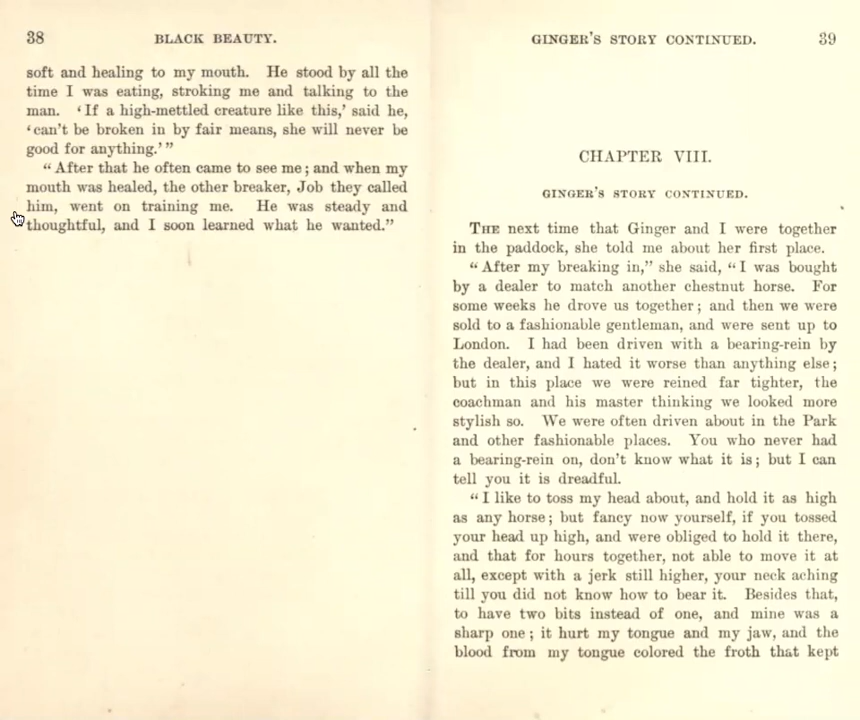 38 BLACK BEAUTY.
soft and healing to my mouth. He stood by all the
time I was eating, stroking me and talking to the
man. ‘If a high-mettled creature like this,’ said he,
‘can't be broken in by fair means, she will never be
good for anything.’”
“After that he often came to see me; and when my
mouth was healed, the other breaker, Job they called
him, went on training me. He was steady and
thoughtful, and I soon learned what he wanted.”
GINGER'S STORY CONTINUED. 39
CHAPTER VIII.
GINGER'S STORY CONTINUED.
THE next time that Ginger and I were together
in the paddock, she told me about her first place.
“After my breaking in,” she said, “I was bought
by a dealer to match another chestnut horse. For
some weeks he drove us together; and then we were
sold to a fashionable gentleman, and were sent up to
London. I had been driven with a bearing-rein by
the dealer, and I hated it worse than anything else;
but in this place we were reined far tighter, the
coachman and his master thinking we looked more
stylish so. We were often driven about in the Park
and other fashionable places. You who never had
a bearing-rein on, don't know what it is; but I can
tell you it is dreadful.
“I like to toss my head about, and hold it as high
as any horse; but fancy now yourself, if you tossed
your head up high, and were obliged to hold it there,
and that for hours together, not able to move it at
all, except with a jerk still higher, your neck aching
till you did not know how to bear it. Besides that,
to have two bits instead of one, and mine was a
sharp one; it hurt my tongue and my jaw, and the
blood from my tongue colored the froth that kept